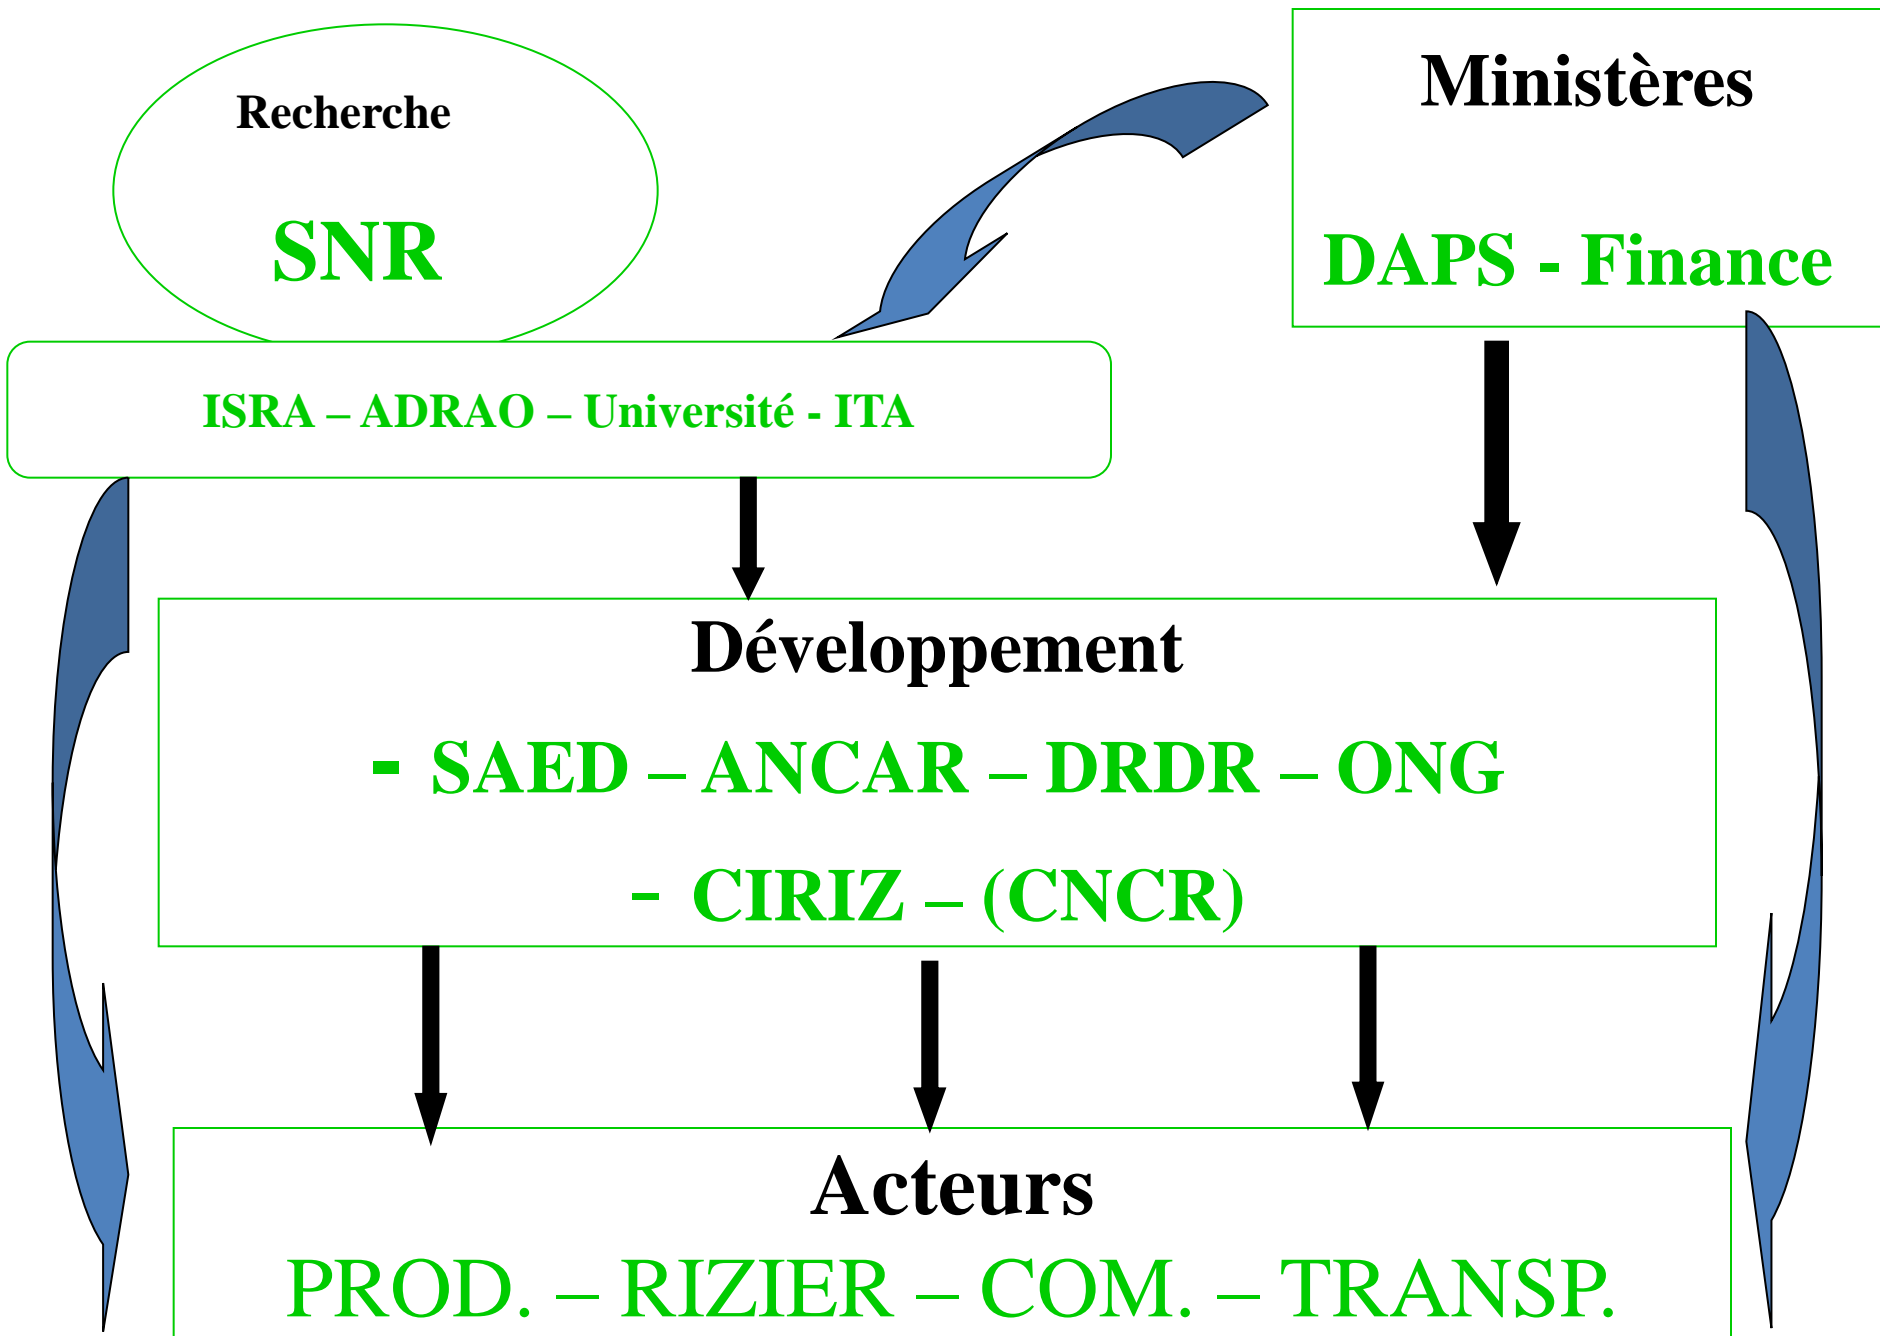 Recherche
SNR
Ministères
DAPS - Finance
ISRA – ADRAO – Université - ITA
Développement
- SAED – ANCAR – DRDR – ONG
- CIRIZ – (CNCR)
Acteurs
PROD. – RIZIER – COM. – TRANSP.